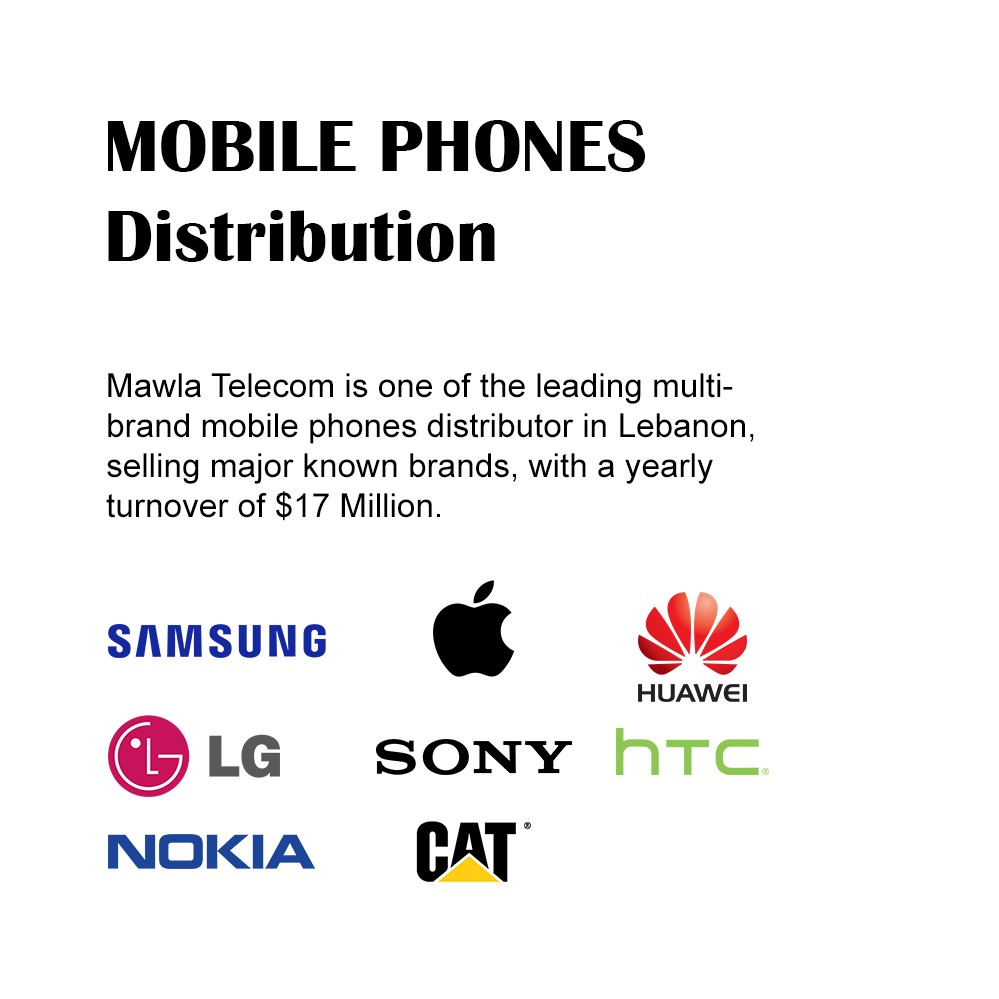 MOBILE PHONES
Distribution
Mawla Telecom is one of the leading multi-
brand mobile phones distributor in Lebanon,
selling major known brands, with a yearly
turnover of $17 Million.
SAMSUNG
HUAWEI
LG LG SONY hTC®
NOKIA CAT®